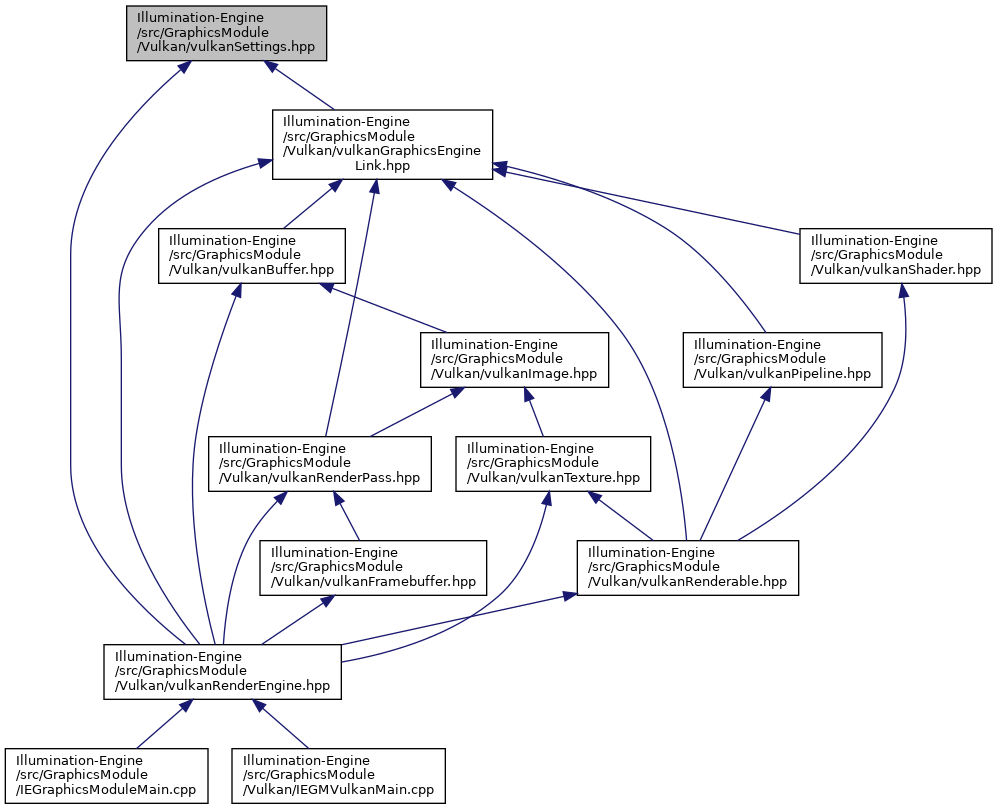 Illumination-Engine
/src/GraphicsModule
/Vulkan/vulkanSettings.hpp
Illumination-Engine
/src/GraphicsModule
/Vulkan/vulkanGraphicsEngine
Link.hpp
Illumination-Engine
/src/GraphicsModule
/Vulkan/vulkanBuffer.hpp
Illumination-Engine
/src/GraphicsModule
/Vulkan/vulkanShader.hpp
Illumination-Engine
/src/GraphicsModule
/Vulkan/vulkanImage.hpp
Illumination-Engine
/src/GraphicsModule
/Vulkan/vulkanPipeline.hpp
Illumination-Engine
/src/GraphicsModule
/Vulkan/vulkanRenderPass.hpp
Illumination-Engine
/src/GraphicsModule
/Vulkan/vulkanTexture.hpp
Illumination-Engine
/src/GraphicsModule
/Vulkan/vulkanFramebuffer.hpp
Illumination-Engine
/src/GraphicsModule
/Vulkan/vulkanRenderable.hpp
Illumination-Engine
/src/GraphicsModule
/Vulkan/vulkanRenderEngine.hpp
Illumination-Engine
/src/GraphicsModule
/IEGraphicsModuleMain.cpp
Illumination-Engine
/src/GraphicsModule
/Vulkan/IEGMVulkanMain.cpp